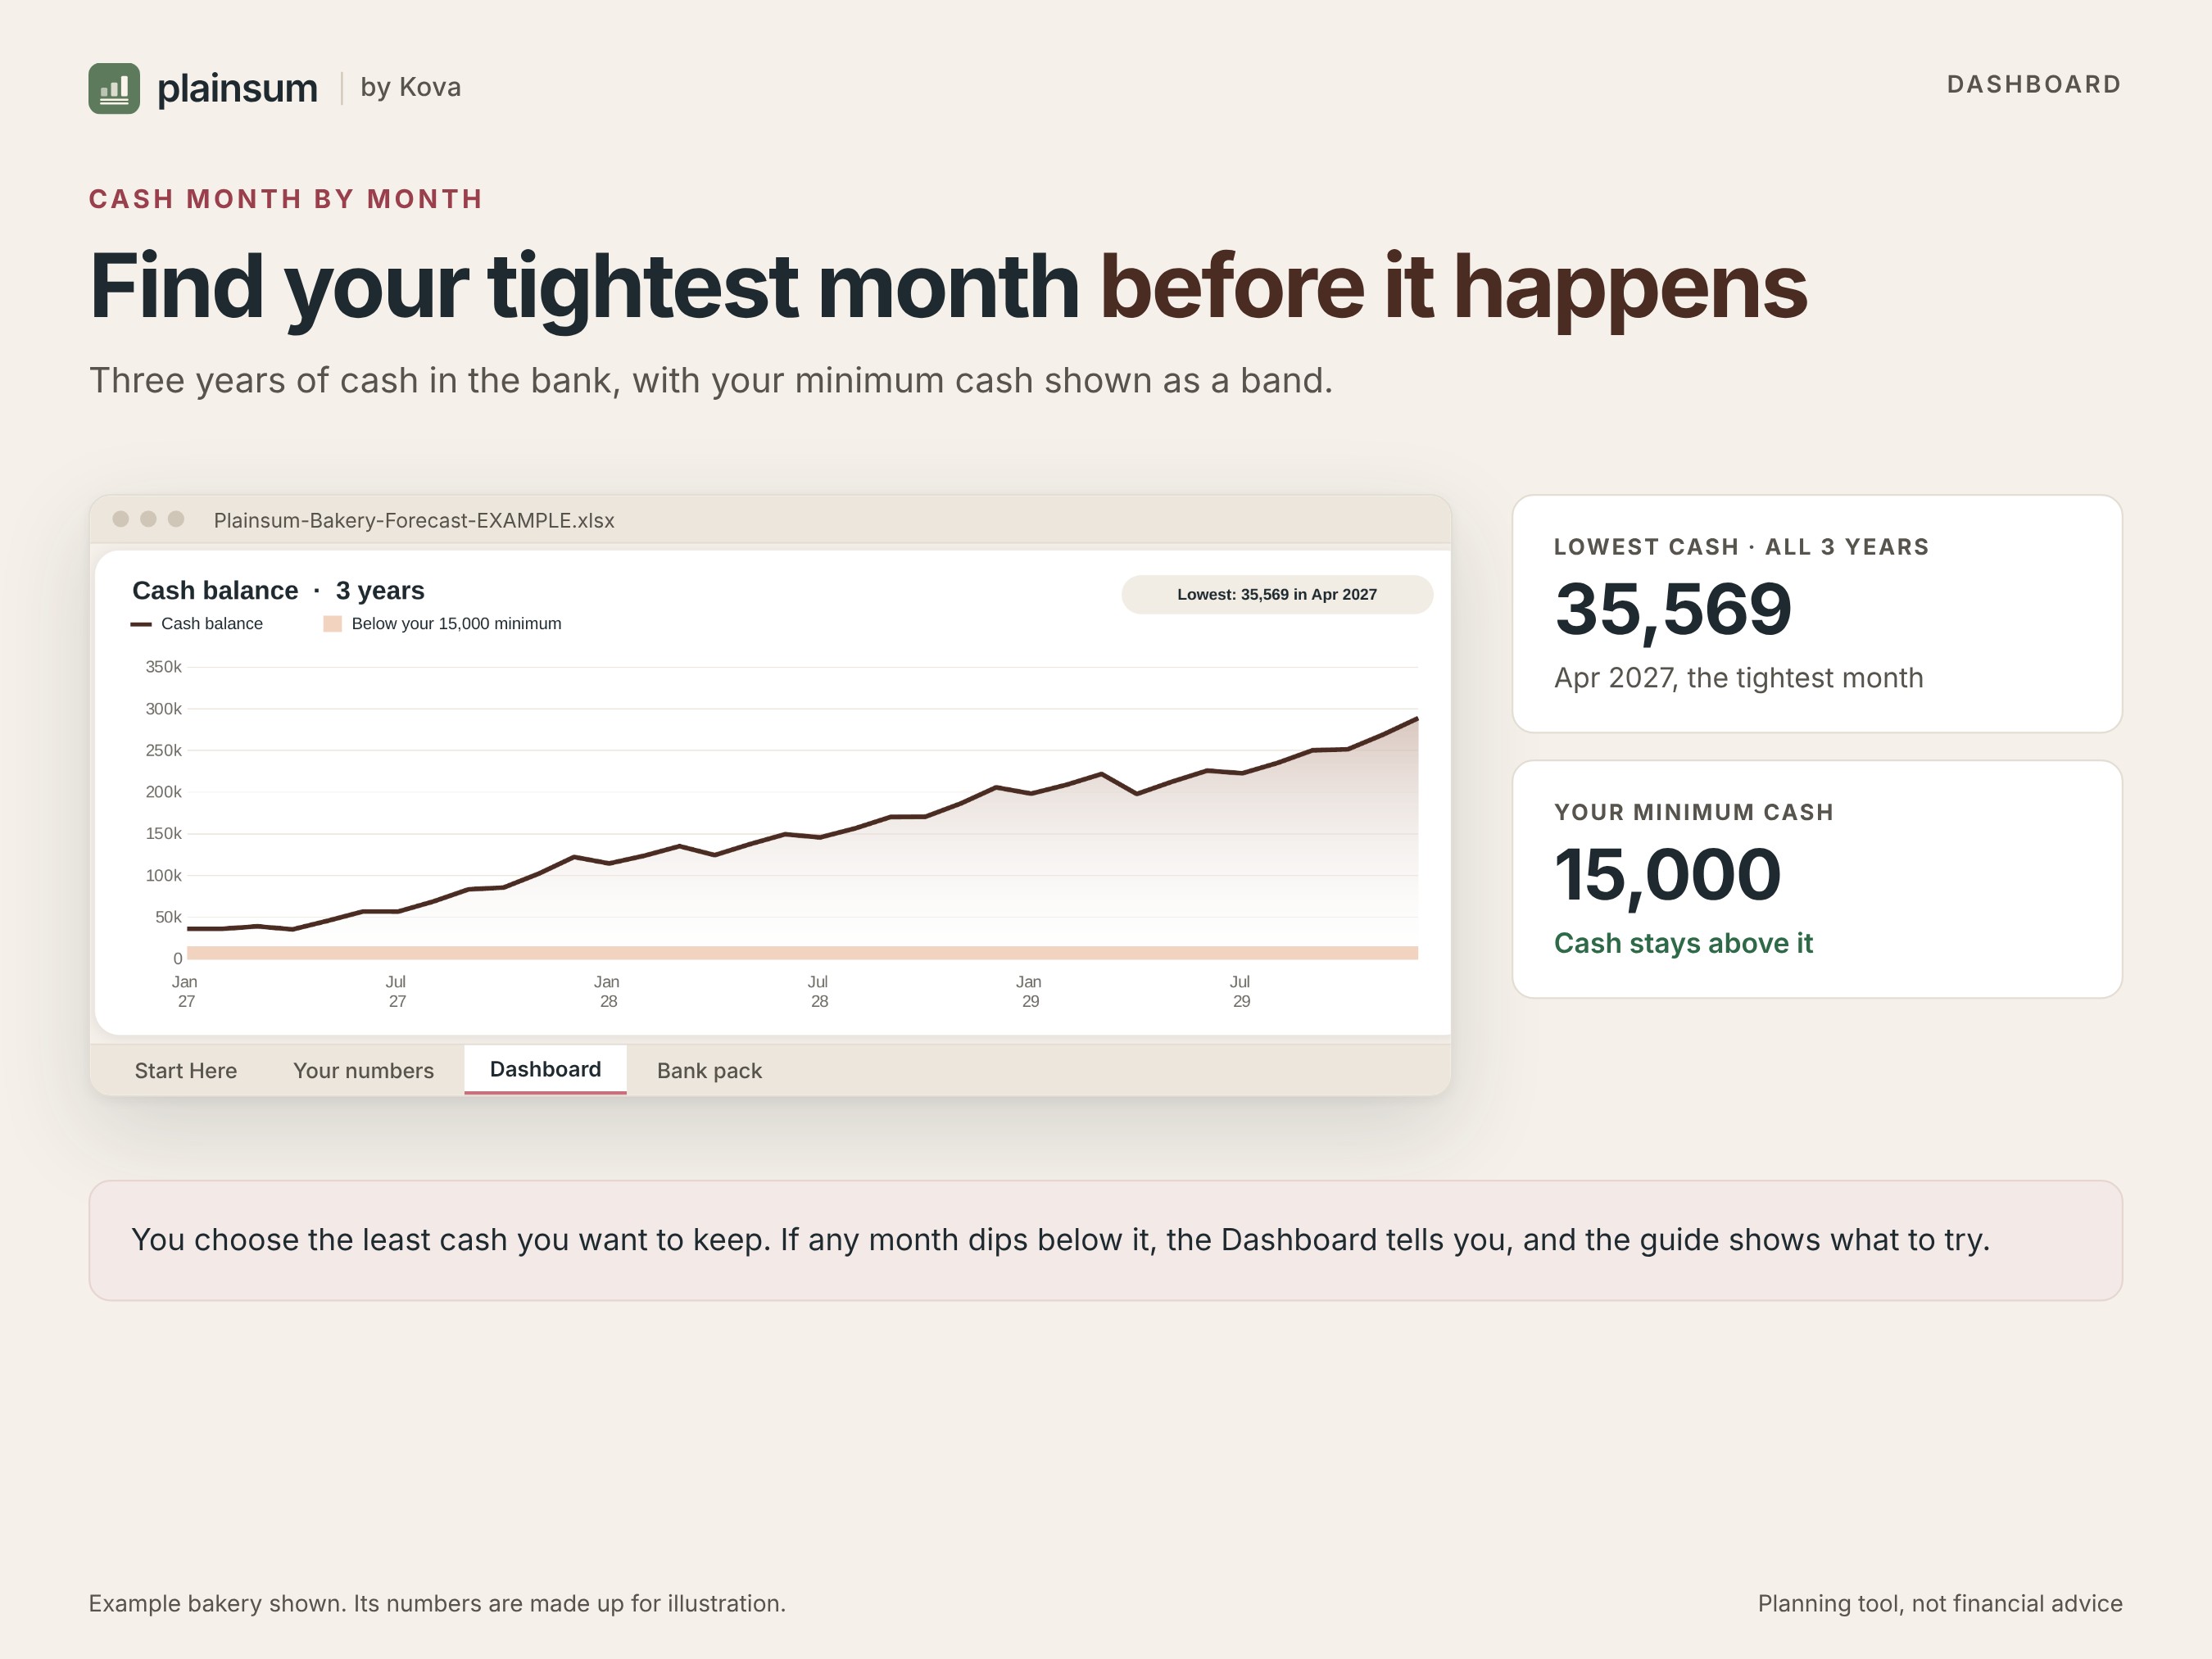 plainsum | by Kova
DASHBOARD
CASH MONTH BY MONTH
Find your tightest month before it happens
Three years of cash in the bank, with your minimum cash shown as a band.
Plainsum-Bakery-Forecast-EXAMPLE.xlsx
Cash balance · 3 years
Lowest: 35,569 in Apr 2027
Cash balance
Below your 15,000 minimum
350k
300k
250k
200k
150k
100k
50k
0
Jan 27
Jul 27
Jan 28
Jul 28
Jan 29
Jul 29
Start Here
Your numbers
Dashboard
Bank pack
LOWEST CASH · ALL 3 YEARS
35,569
Apr 2027, the tightest month
YOUR MINIMUM CASH
15,000
Cash stays above it
You choose the least cash you want to keep. If any month dips below it, the Dashboard tells you, and the guide shows what to try.
Example bakery shown. Its numbers are made up for illustration.
Planning tool, not financial advice